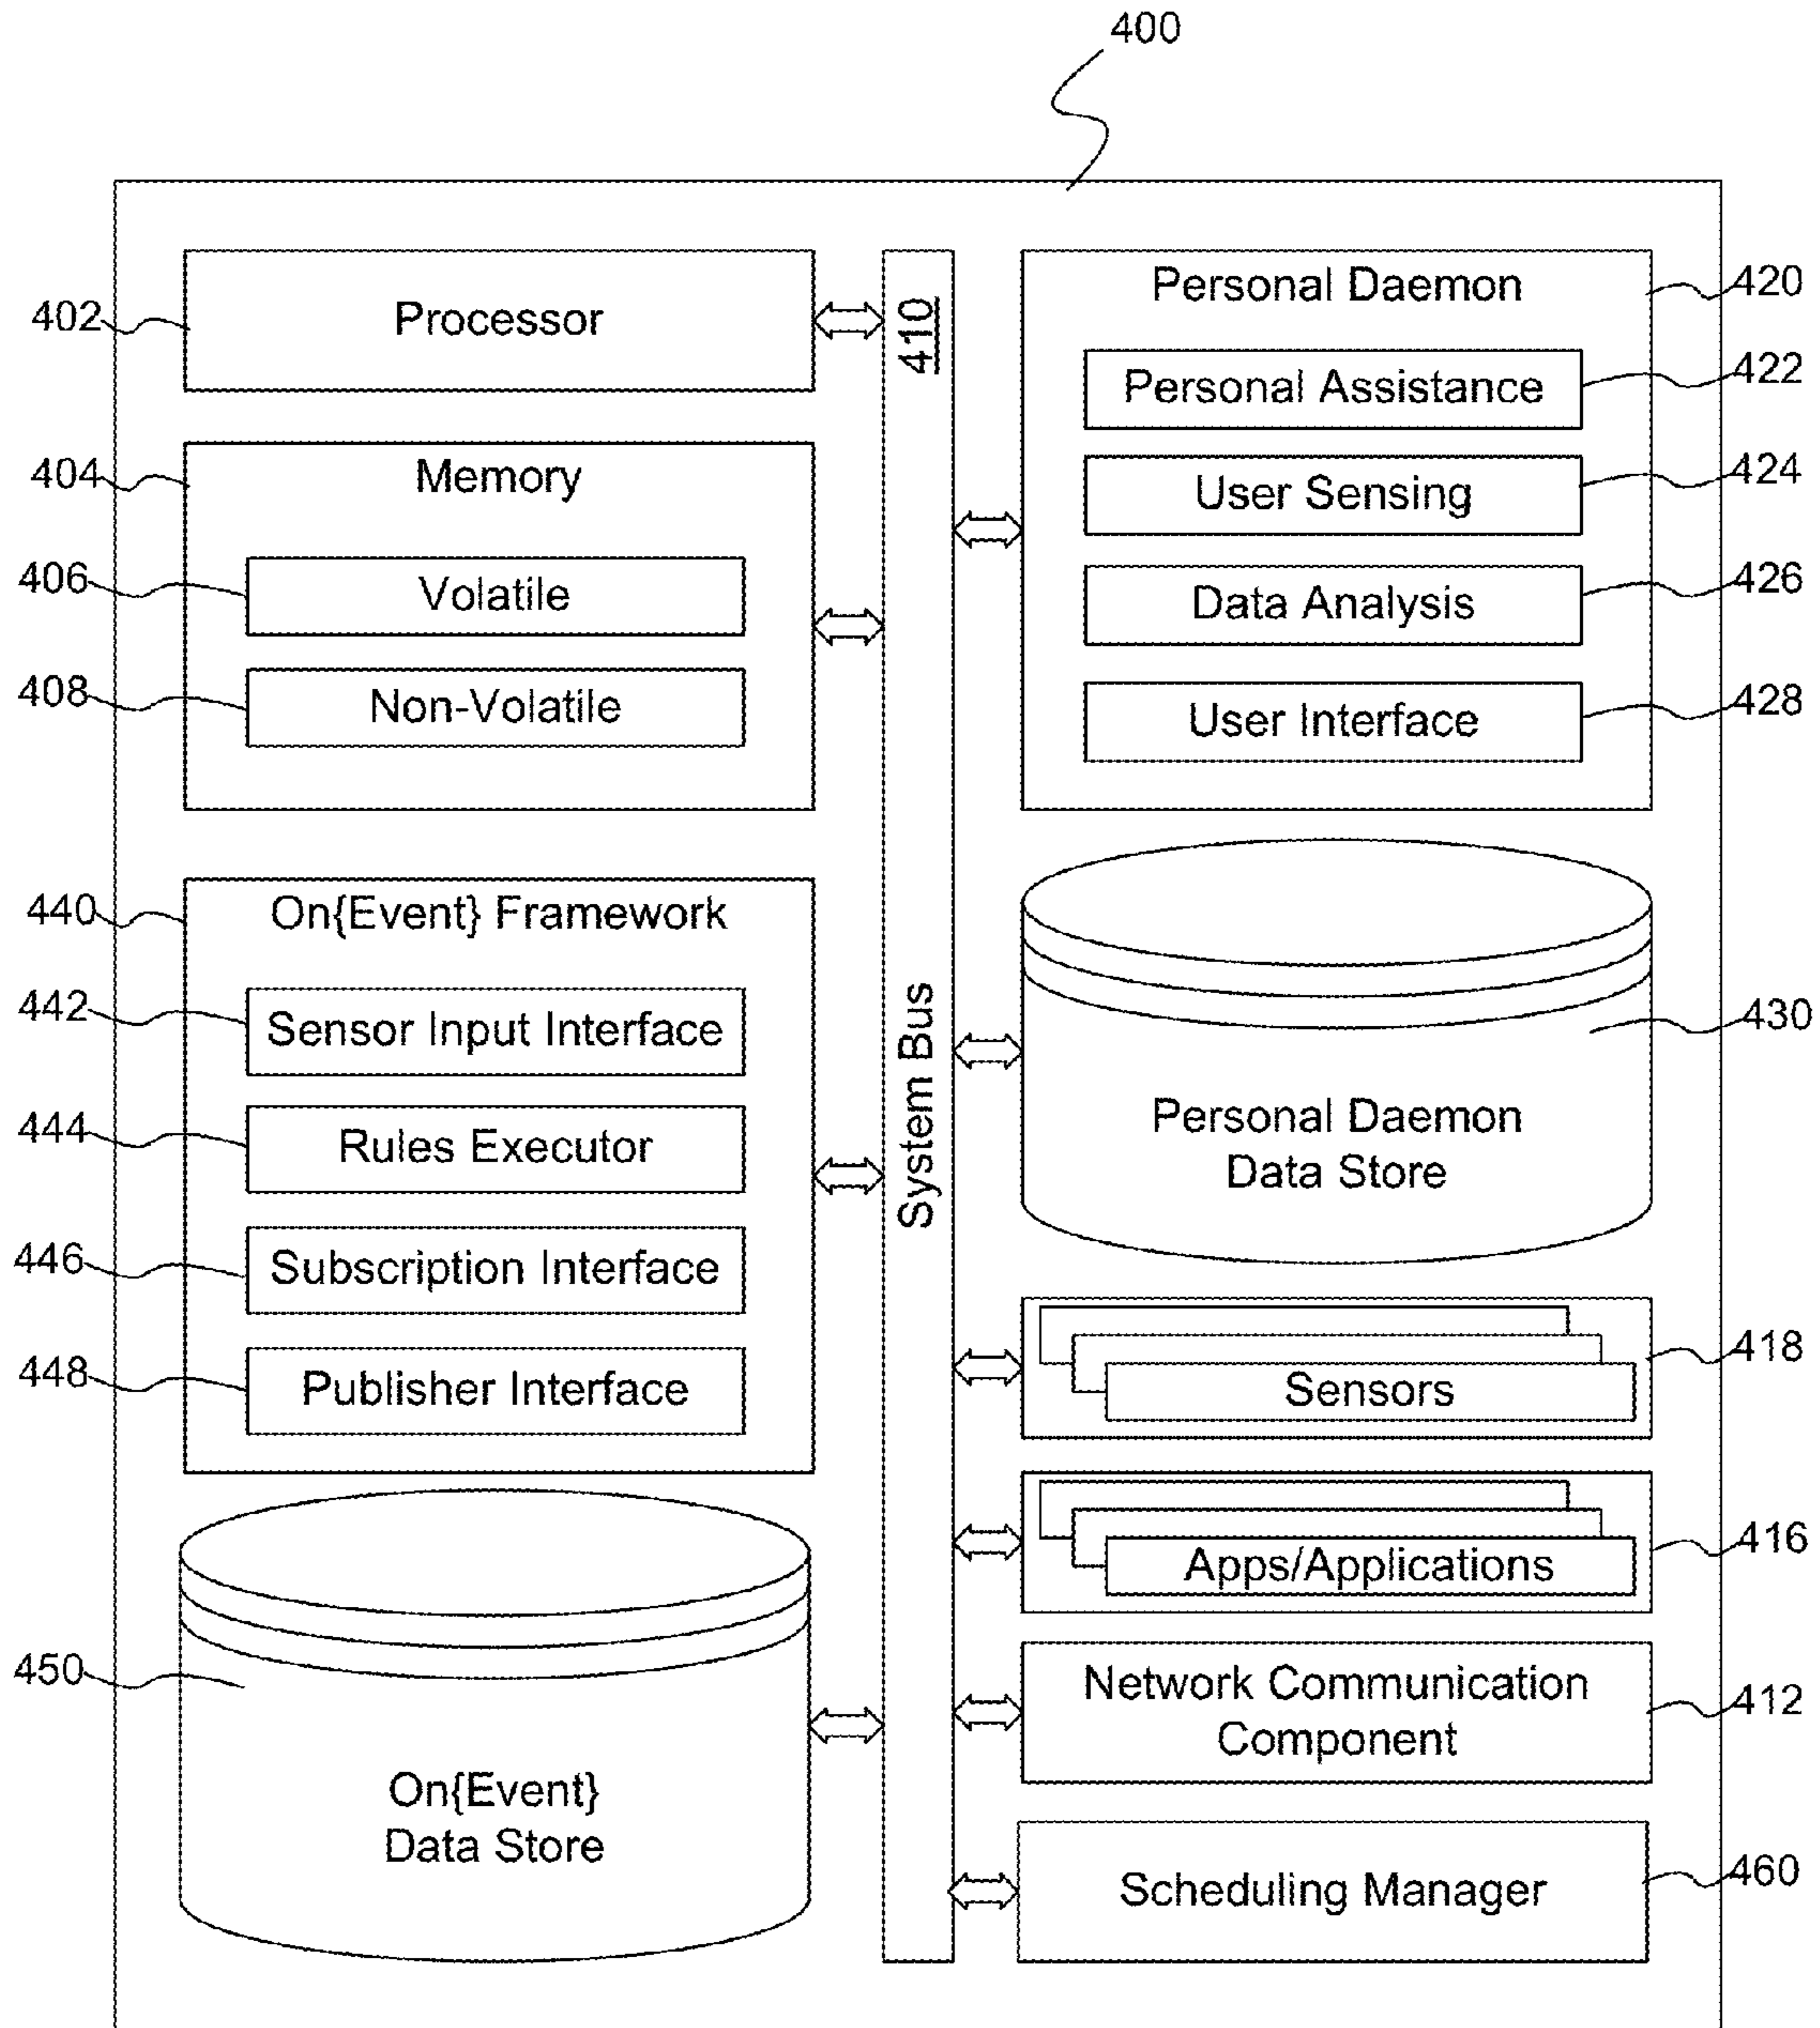 400
402
Processor
404
Memory
406
Volatile
408
Non-Volatile
440
On{Event} Framework
442
Sensor Input Interface
444
Rules Executor
446
Subscription Interface
448
Publisher Interface
450
On{Event}
Data Store
410
System Bus
Personal Daemon
420
Personal Assistance
422
User Sensing
424
Data Analysis
426
User Interface
428
430
Personal Daemon
Data Store
Sensors
418
Apps/Applications
416
Network Communication
Component
412
Scheduling Manager
460